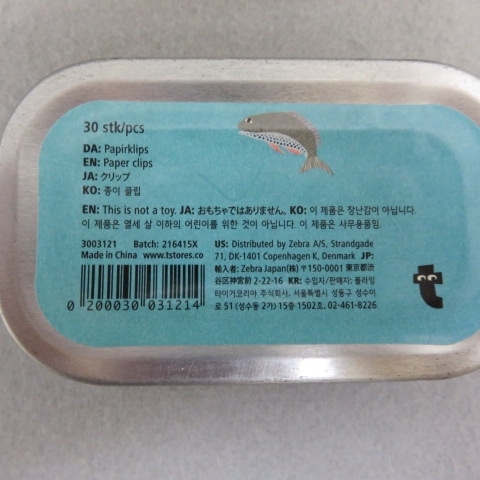 30 stk/pcs
DA: Papirklips
EN: Paper clips
JA: クリップ
KO: 종이 클립
EN: This is not a toy. JA: おもちゃではありません。 KO: 이 제품은 장난감이 아닙니다.
이 제품은 열세 살 이하의 어린이를 위한 것이 아닙니다. 이 제품은 사무용품임.
3003121 Batch: 216415X
Made in China www.tstores.co
0 200030 031214
US: Distributed by Zebra A/S, Strandgade
71, DK-1401 Copenhagen K, Denmark JP:
輸入者: Zebra Japan(株) 〒150-0001 東京都渋
谷区神宮前 2-22-16 KR: 수입자/판매자: 플라잉
타이거코리아 주식회사. 서울특별시 성동구 성수이
로 51 (성수동 2가) 15층 1502호. 02-461-8226